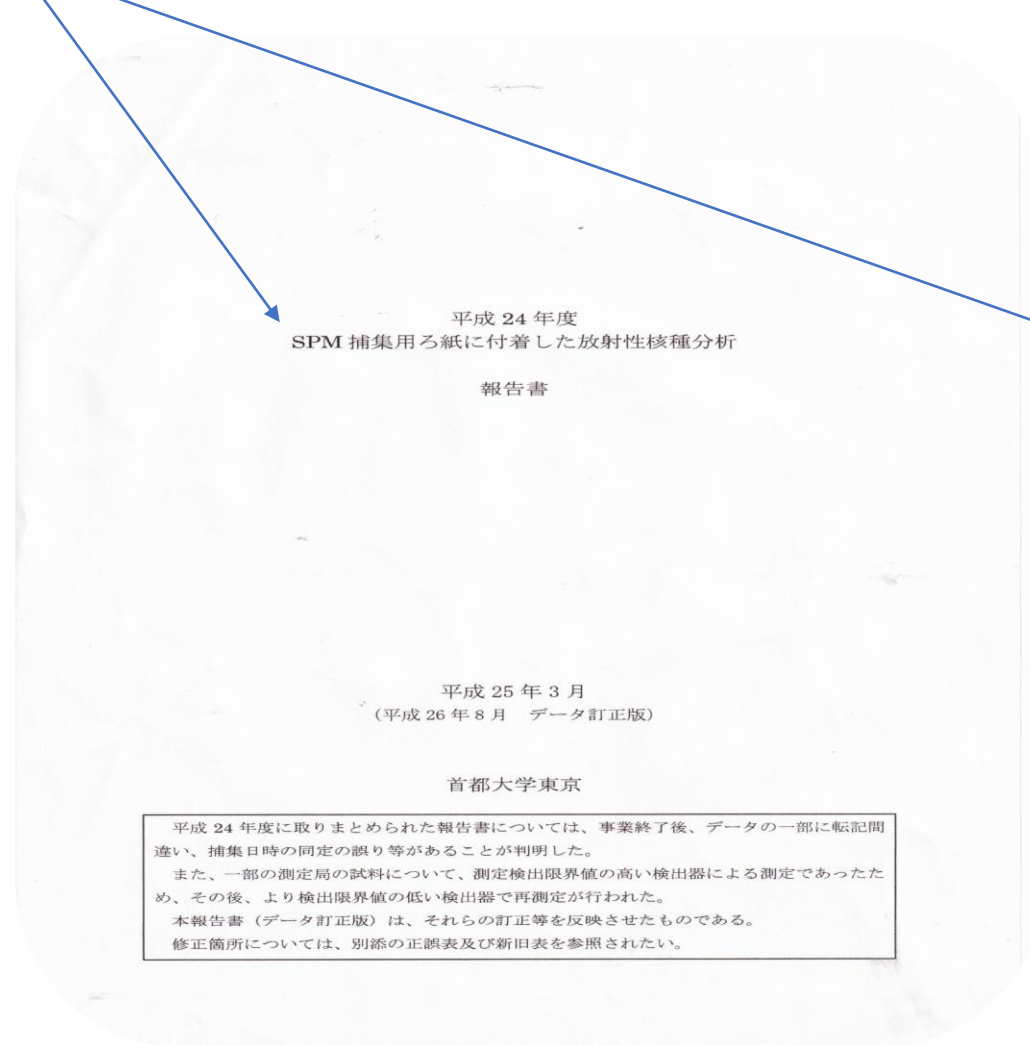 平成 24 年度
SPM 捕集用ろ紙に付着した放射性核種分析
報告書
平成 25 年 3 月
（平成 26 年 8 月　データ訂正版）
首都大学東京
平成 24 年度に取りまとめられた報告書については、事業終了後、データの一部に転記間
違い、捕集日時の同定の誤り等があることが判明した。
また、一部の測定局の試料について、測定検出限界値の高い検出器による測定であったた
め、その後、より検出限界値の低い検出器で再測定が行われた。
本報告書（データ訂正版）は、それらの訂正等を反映させたものである。
修正箇所については、別添の正誤表及び新旧表を参照されたい。